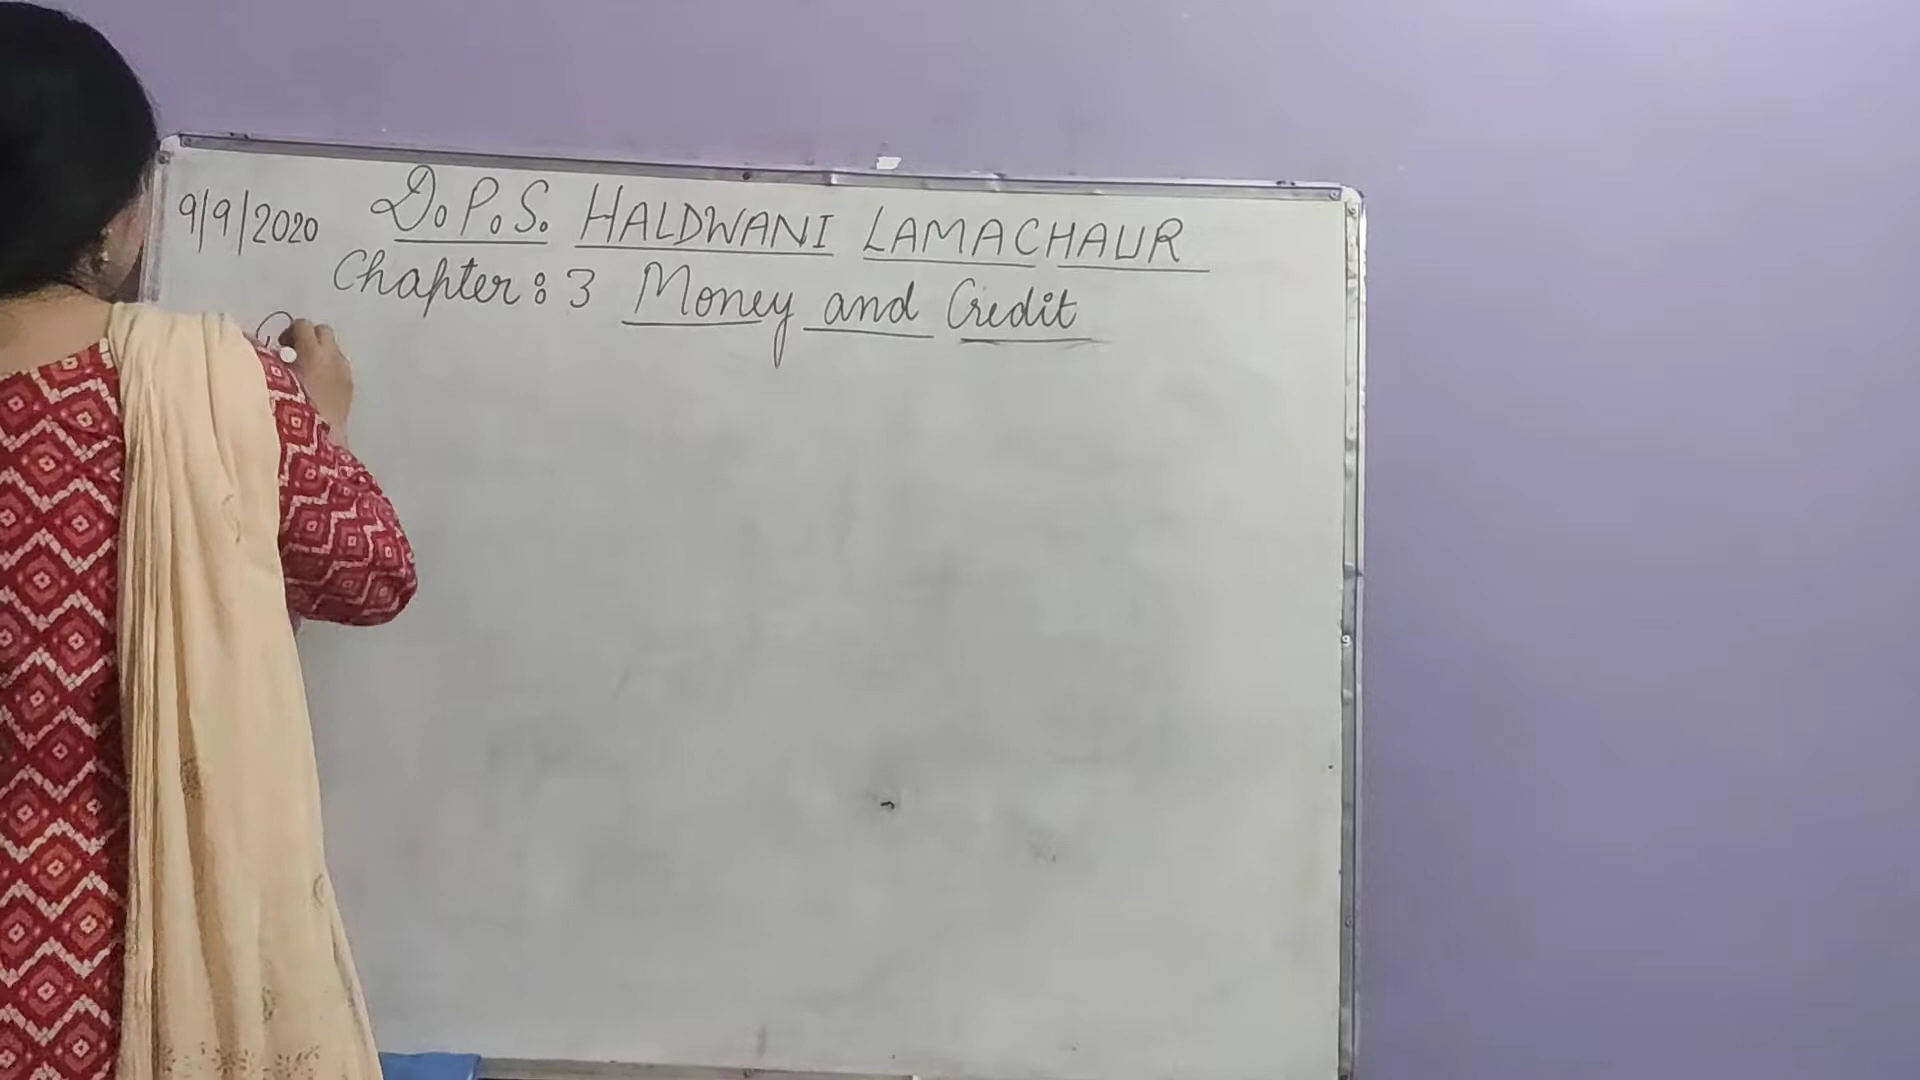 9/9/2020 D.P.S. HALDWANI LAMACHAUR
Chapter: 3 Money and Credit